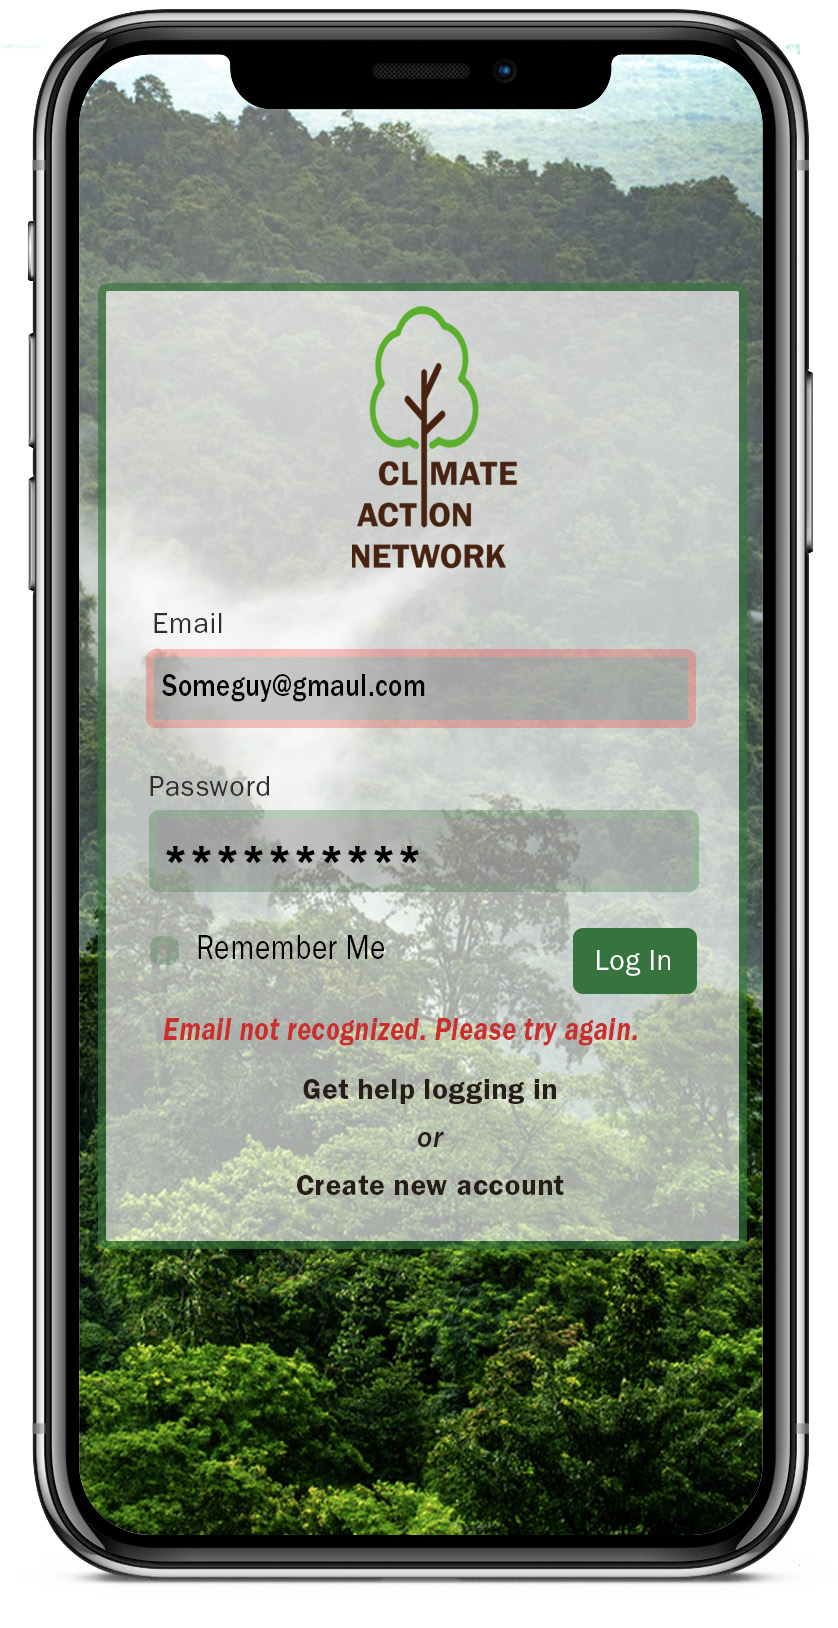 CLIMATE
ACTION
NETWORK
Email
Someguy@gmaul.com
Password
**********
Remember Me
Log In
Email not recognized. Please try again.
Get help logging in
or
Create new account